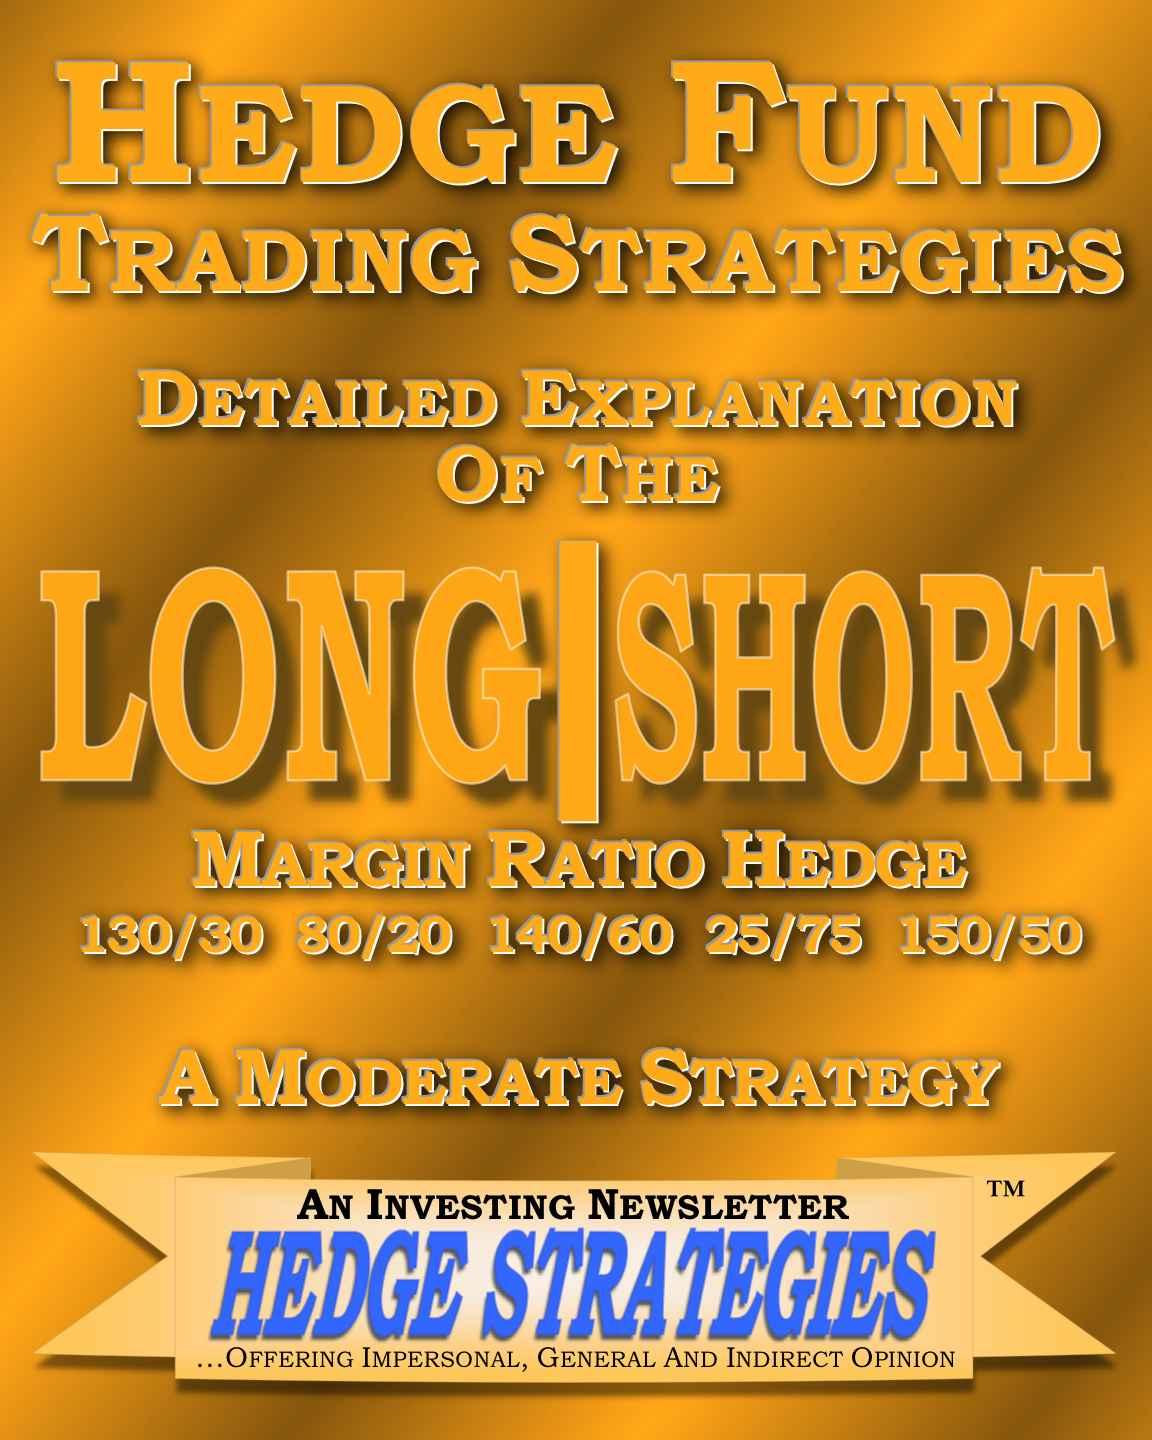 HEDGE FUND
TRADING STRATEGIES
DETAILED EXPLANATION
OF THE
LONG|SHORT
MARGIN RATIO HEDGE
130/30 80/20 140/60 25/75 150/50
A MODERATE STRATEGY
AN INVESTING NEWSLETTER ™
HEDGE STRATEGIES
...OFFERING IMPERSONAL, GENERAL AND INDIRECT OPINION